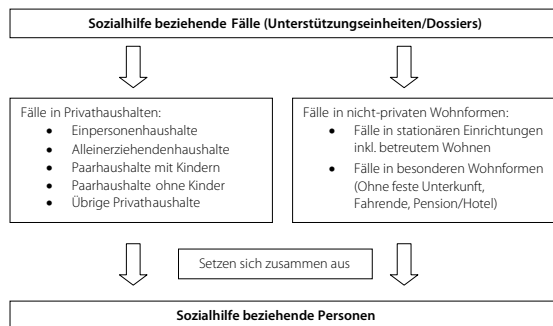 Sozialhilfe beziehende Fälle (Unterstützungseinheiten/Dossiers)
Fälle in Privathaushalten:
• Einpersonenhaushalte
• Alleinerziehendenhaushalte
• Paarhaushalte mit Kindern
• Paarhaushalte ohne Kinder
• Übrige Privathaushalte
Fälle in nicht-privaten Wohnformen:
• Fälle in stationären Einrichtungen
inkl. betreutem Wohnen
• Fälle in besonderen Wohnformen
(Ohne feste Unterkunft,
Fahrende, Pension/Hotel)
Setzen sich zusammen aus
Sozialhilfe beziehende Personen